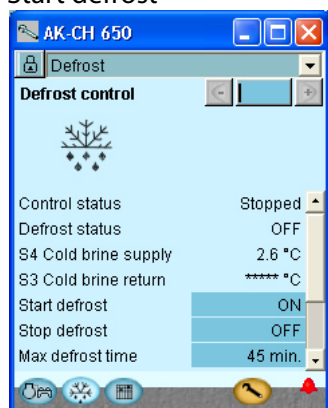 Start defrost
AK-CH 650
Defrost
Defrost control
Control status Stopped
Defrost status OFF
S4 Cold brine supply 2.6 °C
S3 Cold brine return ***** °C
Start defrost ON
Stop defrost OFF
Max defrost time 45 min.